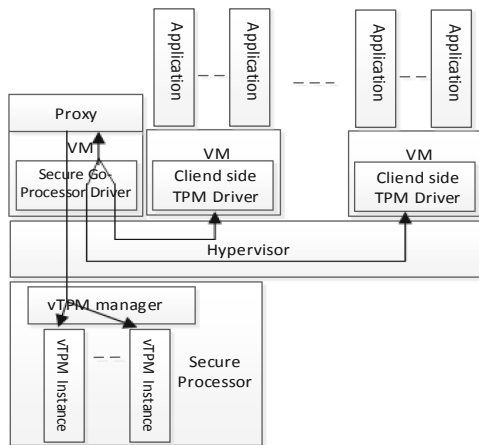 Application
Application
Application
Application
Proxy
VM
Secure Go-
Processor Driver
VM
Cliend side
TPM Driver
VM
Cliend side
TPM Driver
Hypervisor
vTPM manager
vTPM Instance
vTPM Instance
Secure
Processor